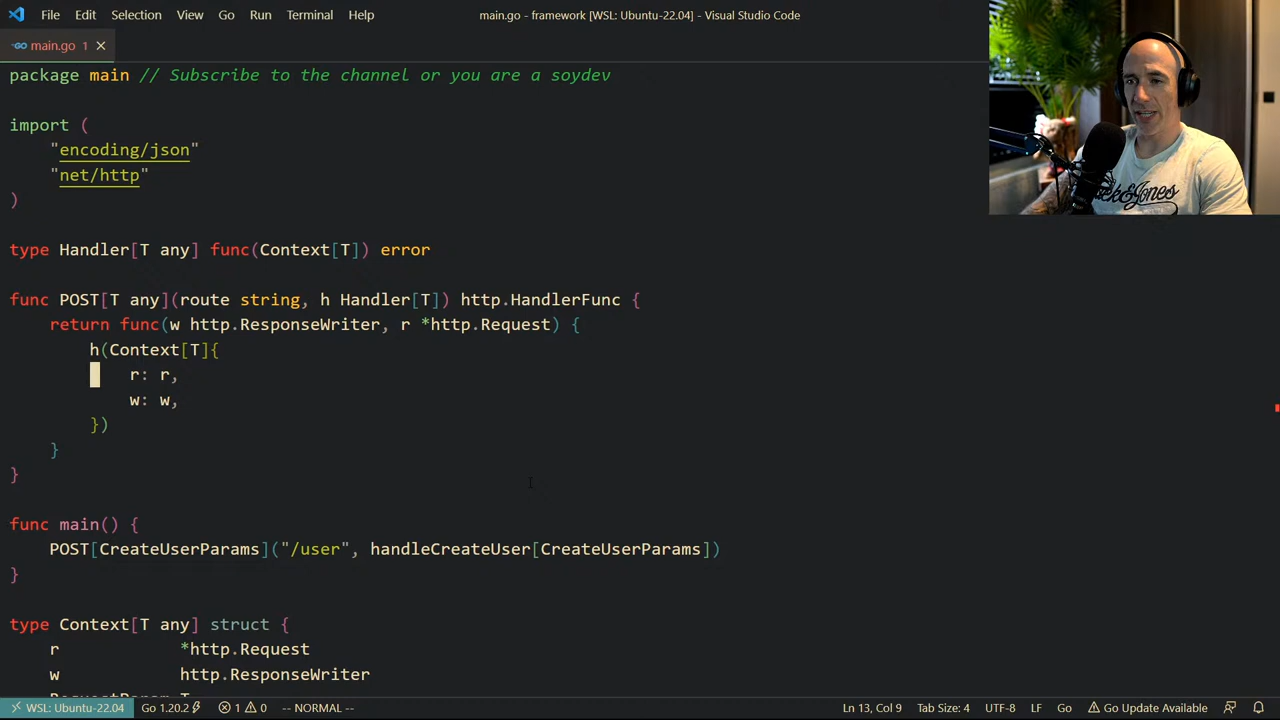 File Edit Selection View Go Run Terminal Help
main.go - framework [WSL: Ubuntu-22.04] - Visual Studio Code
main.go 1
package main // Subscribe to the channel or you are a soydev
import (
"encoding/json"
"net/http"
)
type Handler[T any] func(Context[T]) error
func POST[T any](route string, h Handler[T]) http.HandlerFunc {
return func(w http.ResponseWriter, r *http.Request) {
h(Context[T]{
r: r,
w: w,
})
}
}
func main() {
POST[CreateUserParams]("/user", handleCreateUser[CreateUserParams])
}
type Context[T any] struct {
r *http.Request
w http.ResponseWriter
WSL: Ubuntu-22.04 Go 1.20.2 1 0 -- NORMAL -- Ln 13, Col 9 Tab Size: 4 UTF-8 LF Go Go Update Available